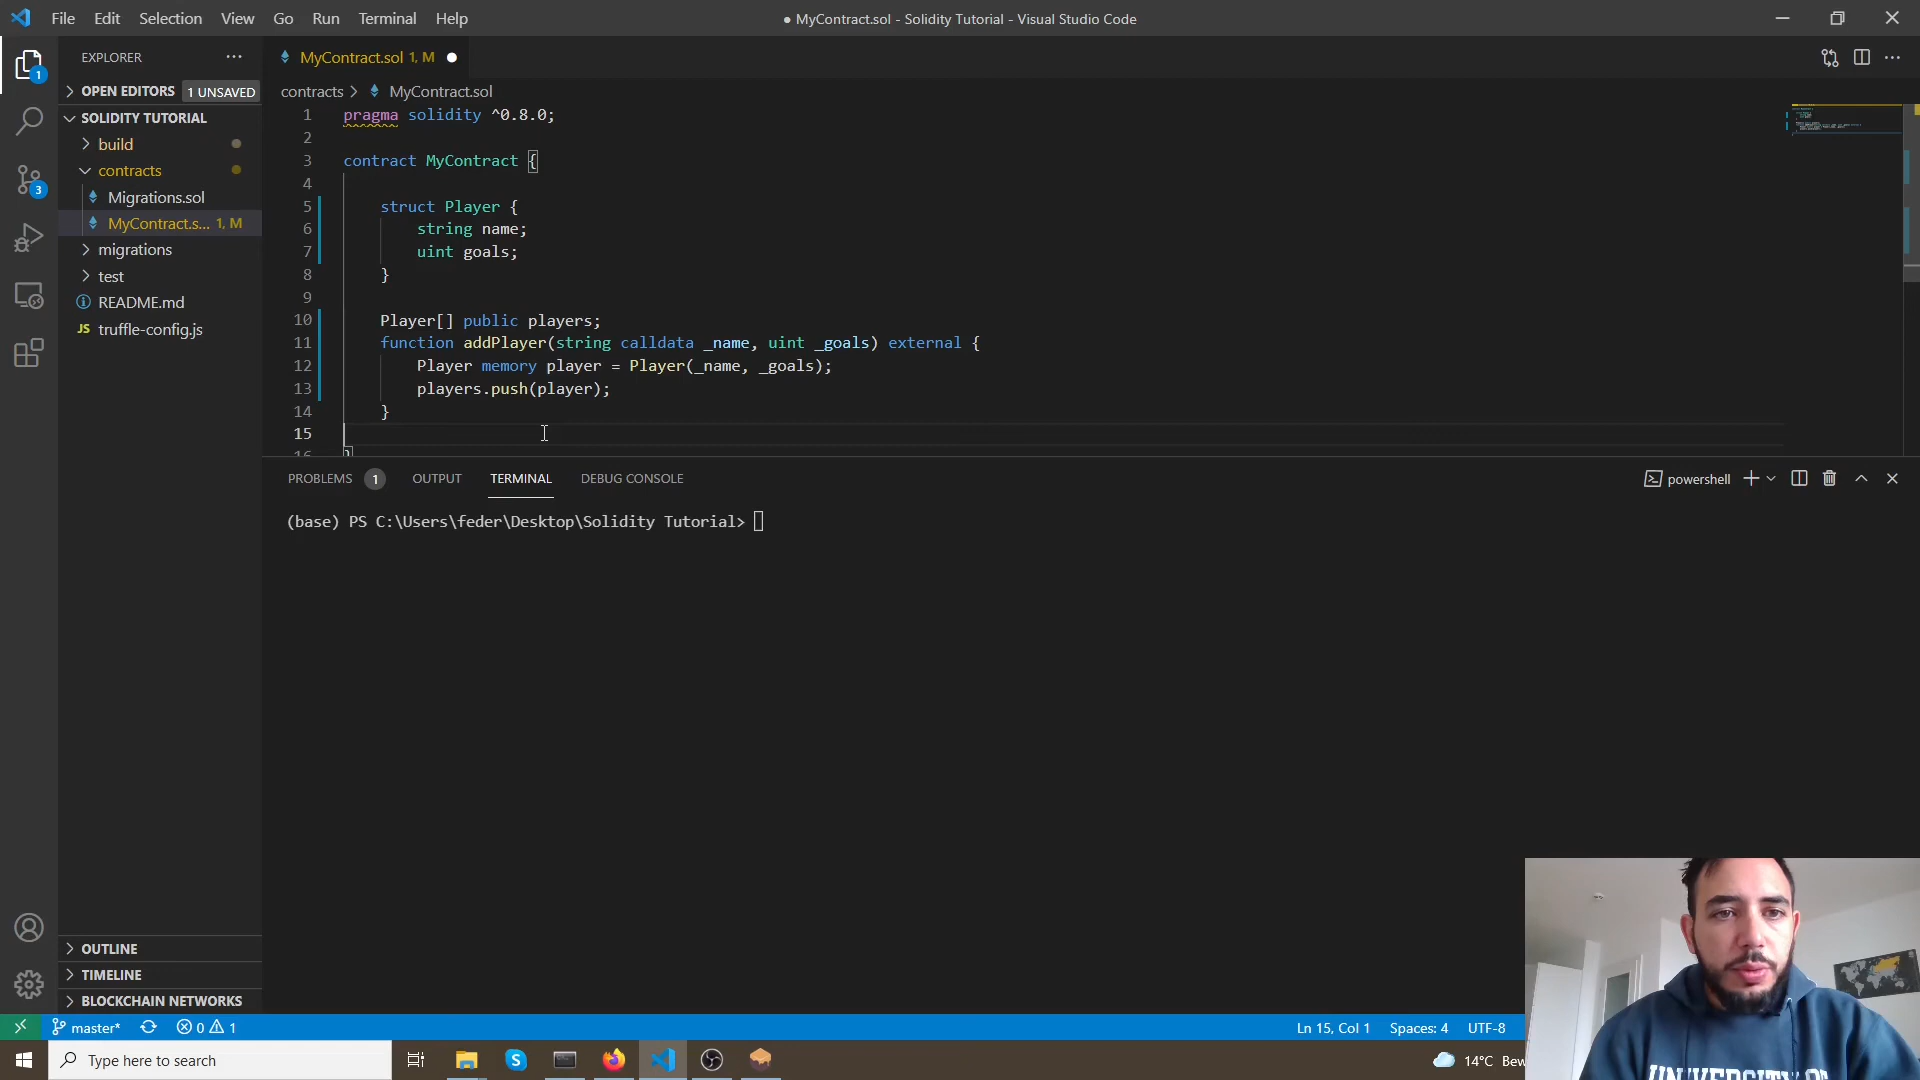 File Edit Selection View Go Run Terminal Help
● MyContract.sol - Solidity Tutorial - Visual Studio Code
EXPLORER
MyContract.sol 1, M
OPEN EDITORS 1 UNSAVED
contracts > MyContract.sol
SOLIDITY TUTORIAL
build
contracts
Migrations.sol
MyContract.s... 1, M
migrations
test
README.md
JS truffle-config.js
1 pragma solidity ^0.8.0;
2
3 contract MyContract {
4
5 struct Player {
6 string name;
7 uint goals;
8 }
9
10 Player[] public players;
11 function addPlayer(string calldata _name, uint _goals) external {
12 Player memory player = Player(_name, _goals);
13 players.push(player);
14 }
15
16 }
PROBLEMS 1 OUTPUT TERMINAL DEBUG CONSOLE
powershell
(base) PS C:\Users\feder\Desktop\Solidity Tutorial>
1
3
OUTLINE
TIMELINE
BLOCKCHAIN NETWORKS
master* 0 1
Ln 15, Col 1 Spaces: 4 UTF-8
Type here to search
14°C Bew
UNIVERSITY OF